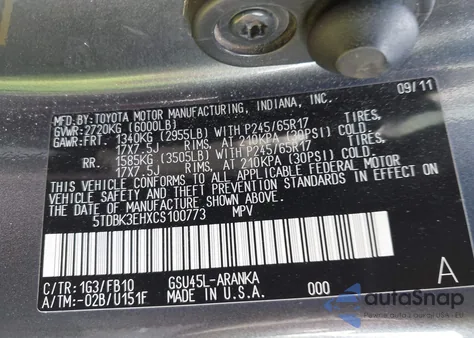 MFD.BY:TOYOTA MOTOR MANUFACTURING, INDIANA, INC. 09/11
GVWR:2720KG (6000LB)
GAWR:FRT. 1340KG (2955LB) WITH P245/65R17 TIRES,
17X7.5J RIMS, AT 210KPA (30PSI) COLD
RR. 1585KG (3505LB) WITH P245/65R17 TIRES,
17X7.5J RIMS, AT 210KPA (30PSI) COLD.
THIS VEHICLE CONFORMS TO ALL APPLICABLE FEDERAL MOTOR
VEHICLE SAFETY AND THEFT PREVENTION STANDARDS IN
EFFECT ON THE DATE OF MANUFACTURE SHOWN ABOVE.
5TDBK3EHXCS100773 MPV
C/TR:1G3/FB10 GSU45L-ARANKA A
A/TM:-02B/U151F MADE IN U.S.A. 000
autoSnap